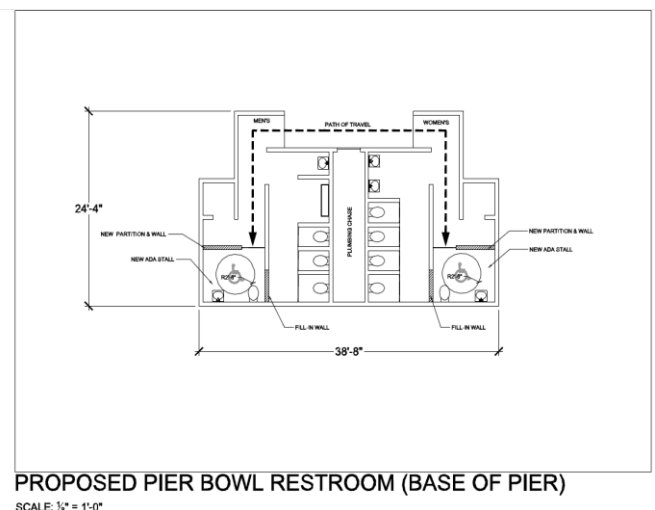 MEN'S
WOMEN'S
PATH OF TRAVEL
24'-4"
PLUMBING CHASE
NEW PARTITION & WALL
NEW PARTITION & WALL
NEW ADA STALL
NEW ADA STALL
FILL-IN WALL
FILL-IN WALL
38'-8"
PROPOSED PIER BOWL RESTROOM (BASE OF PIER)
SCALE: ⅛" = 1'-0"